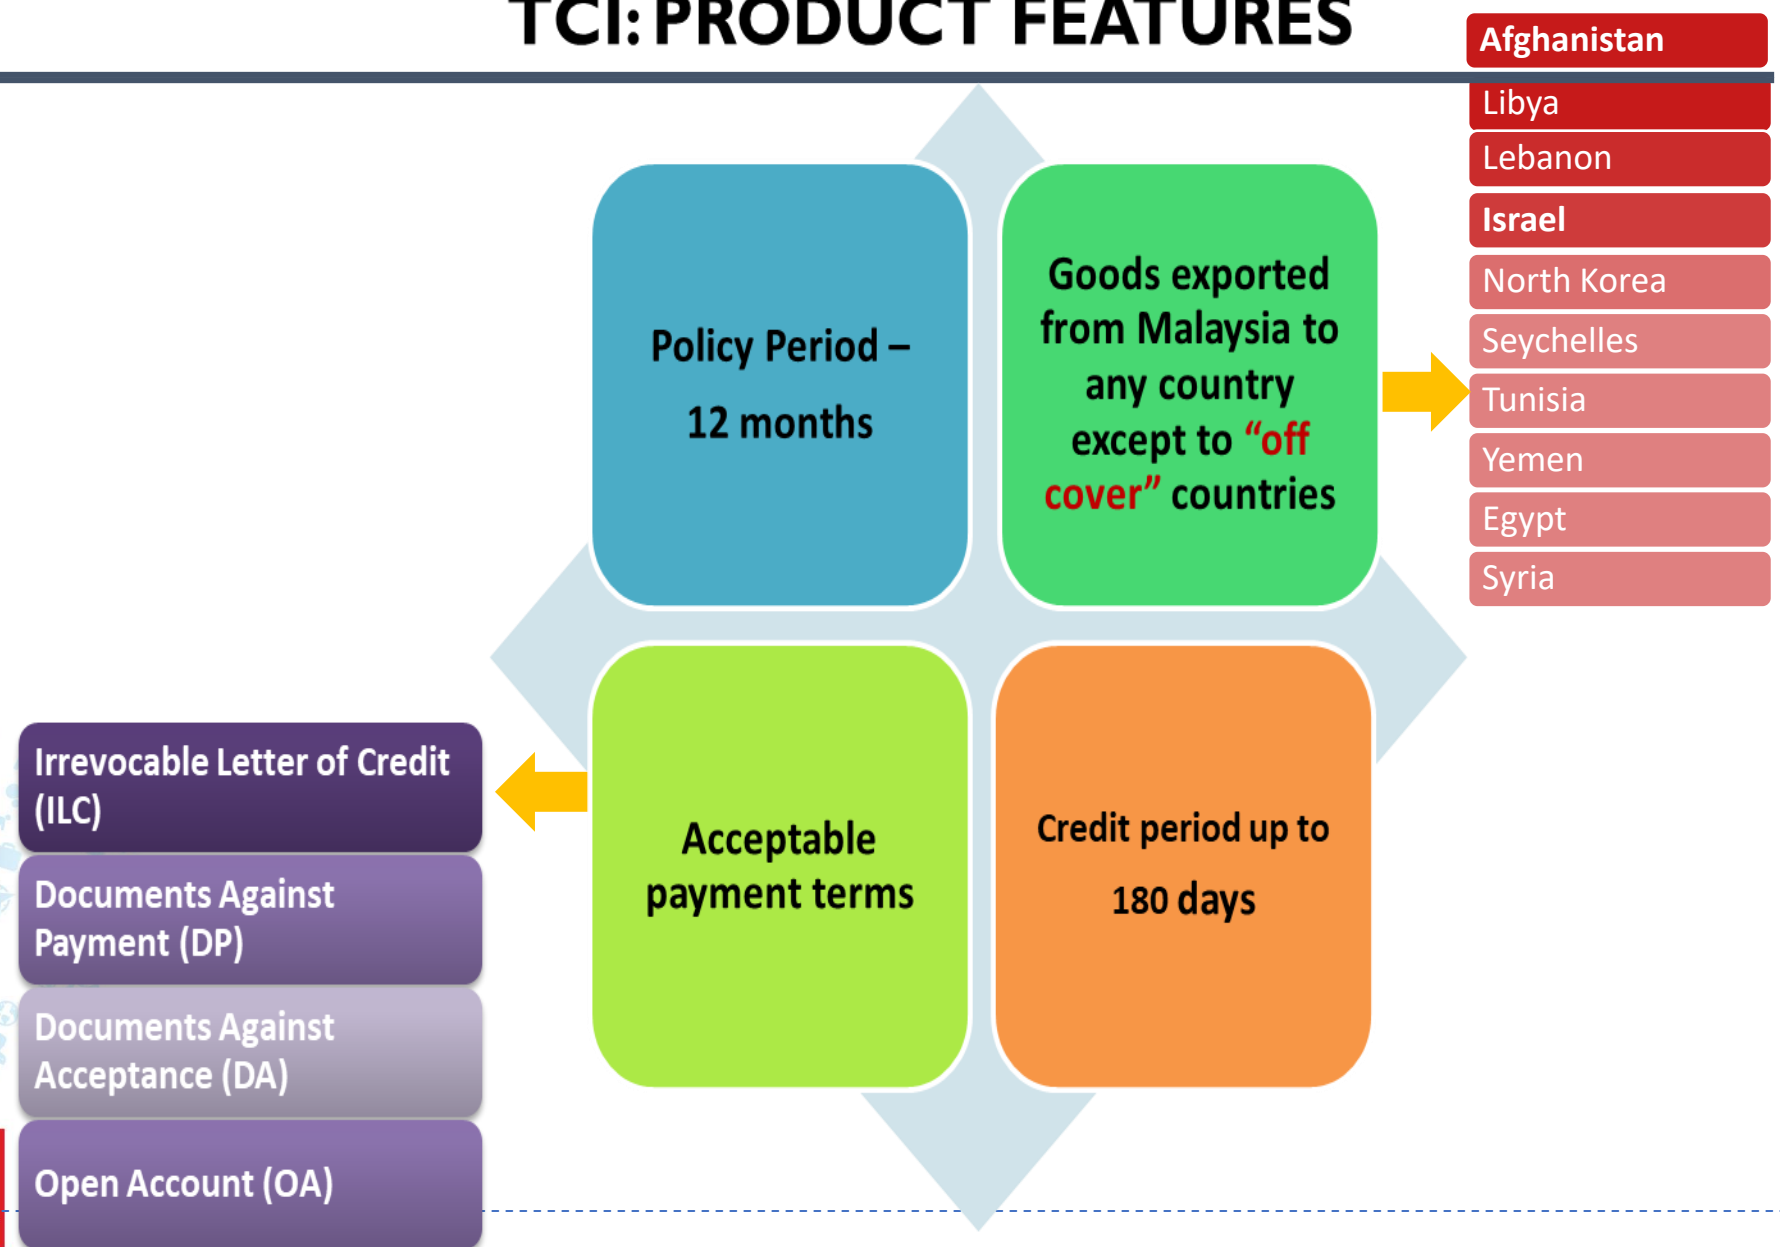 TCI: PRODUCT FEATURES
Afghanistan
Libya
Lebanon
Israel
North Korea
Seychelles
Tunisia
Yemen
Egypt
Syria
Policy Period –
12 months
Goods exported
from Malaysia to
any country
except to “off
cover” countries
Acceptable
payment terms
Credit period up to
180 days
Irrevocable Letter of Credit
(ILC)
Documents Against
Payment (DP)
Documents Against
Acceptance (DA)
Open Account (OA)